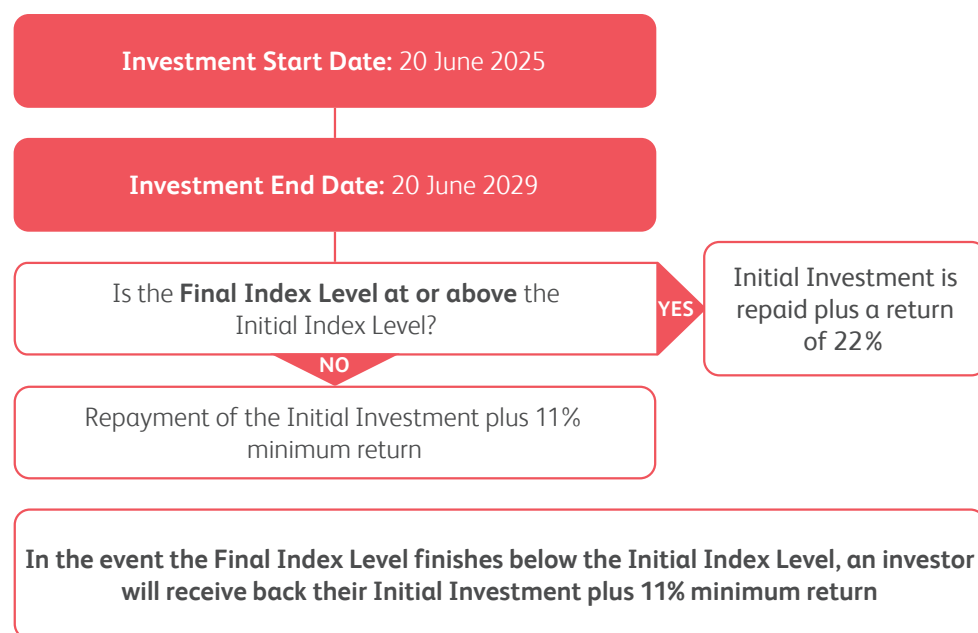 Investment Start Date: 20 June 2025
Investment End Date: 20 June 2029
Is the Final Index Level at or above the
Initial Index Level?
YES
Initial Investment is
repaid plus a return
of 22%
NO
Repayment of the Initial Investment plus 11%
minimum return
In the event the Final Index Level finishes below the Initial Index Level, an investor
will receive back their Initial Investment plus 11% minimum return